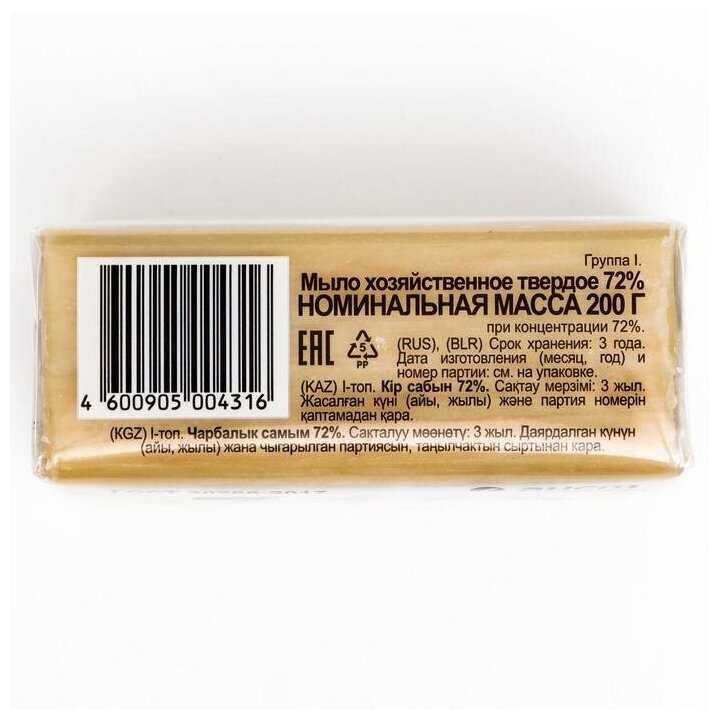 Группа I.
Мыло хозяйственное твердое 72%
НОМИНАЛЬНАЯ МАССА 200 Г
при концентрации 72%.
EAC 5 PP (RUS), (BLR) Срок хранения: 3 года.
Дата изготовления (месяц, год) и
номер партии: см. на упаковке.
(KAZ) I-топ. Кір сабын 72%. Сақтау мерзімі: 3 жыл.
Жасалған күні (айы, жылы) және партия номерін
қаптамадан қара.
4 600905 004316
(KGZ) I-топ. Чарбалык самым 72%. Сакталуу мөөнөтү: 3 жыл. Даярдалган күнүн
(айы, жылы) жана чыгарылган партиясын, таңылчактын сыртынан кара.